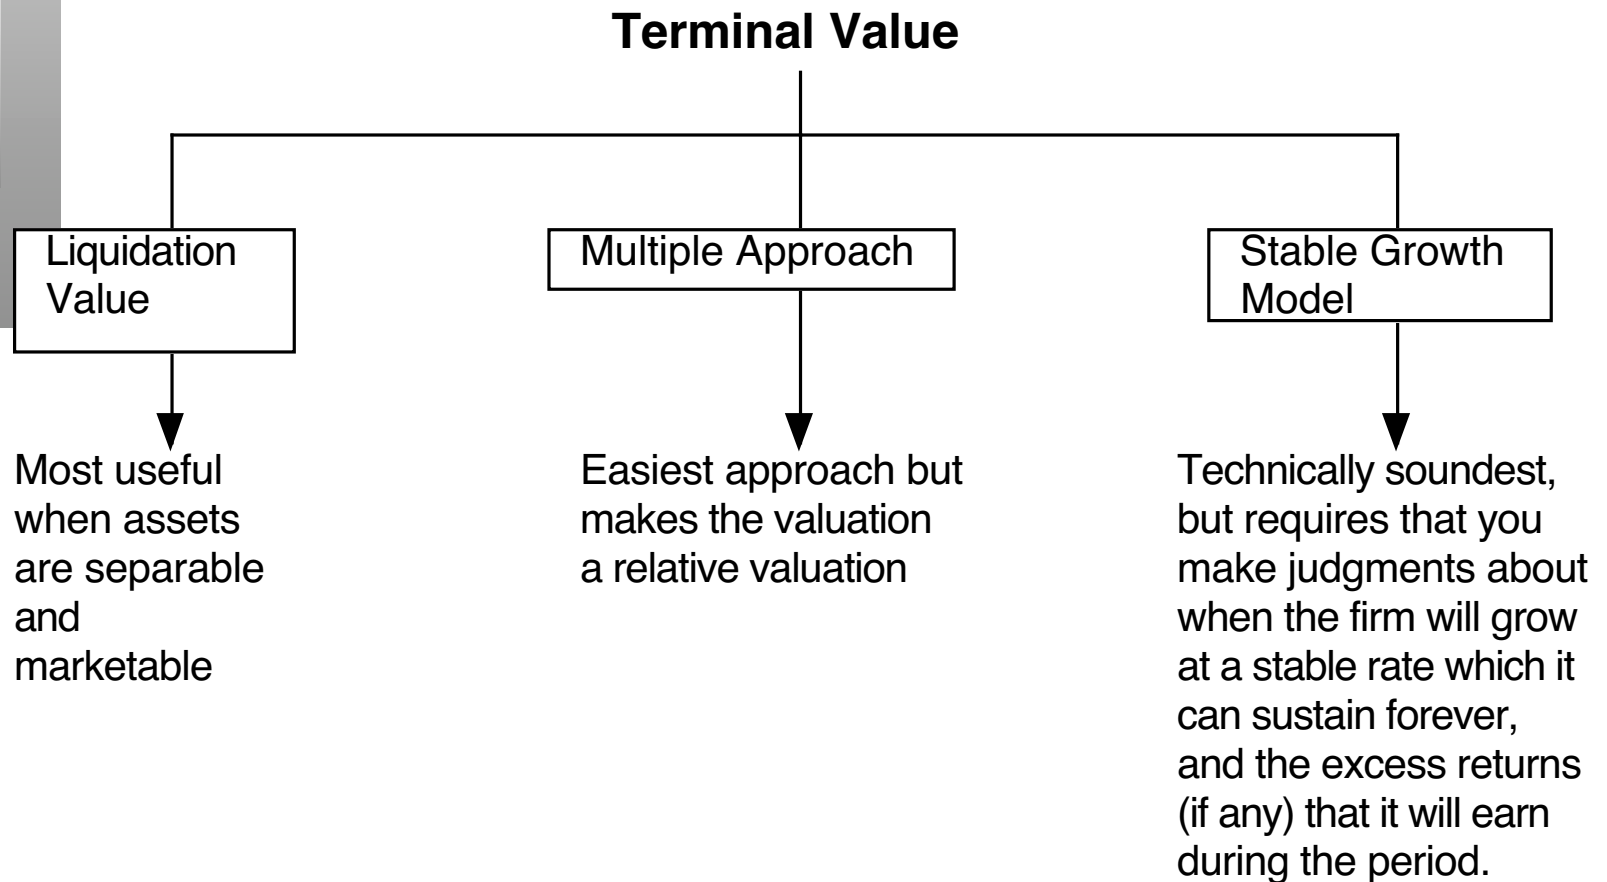 Terminal Value
Liquidation
Value
Multiple Approach
Stable Growth
Model
Most useful
when assets
are separable
and
marketable
Easiest approach but
makes the valuation
a relative valuation
Technically soundest,
but requires that you
make judgments about
when the firm will grow
at a stable rate which it
can sustain forever,
and the excess returns
(if any) that it will earn
during the period.